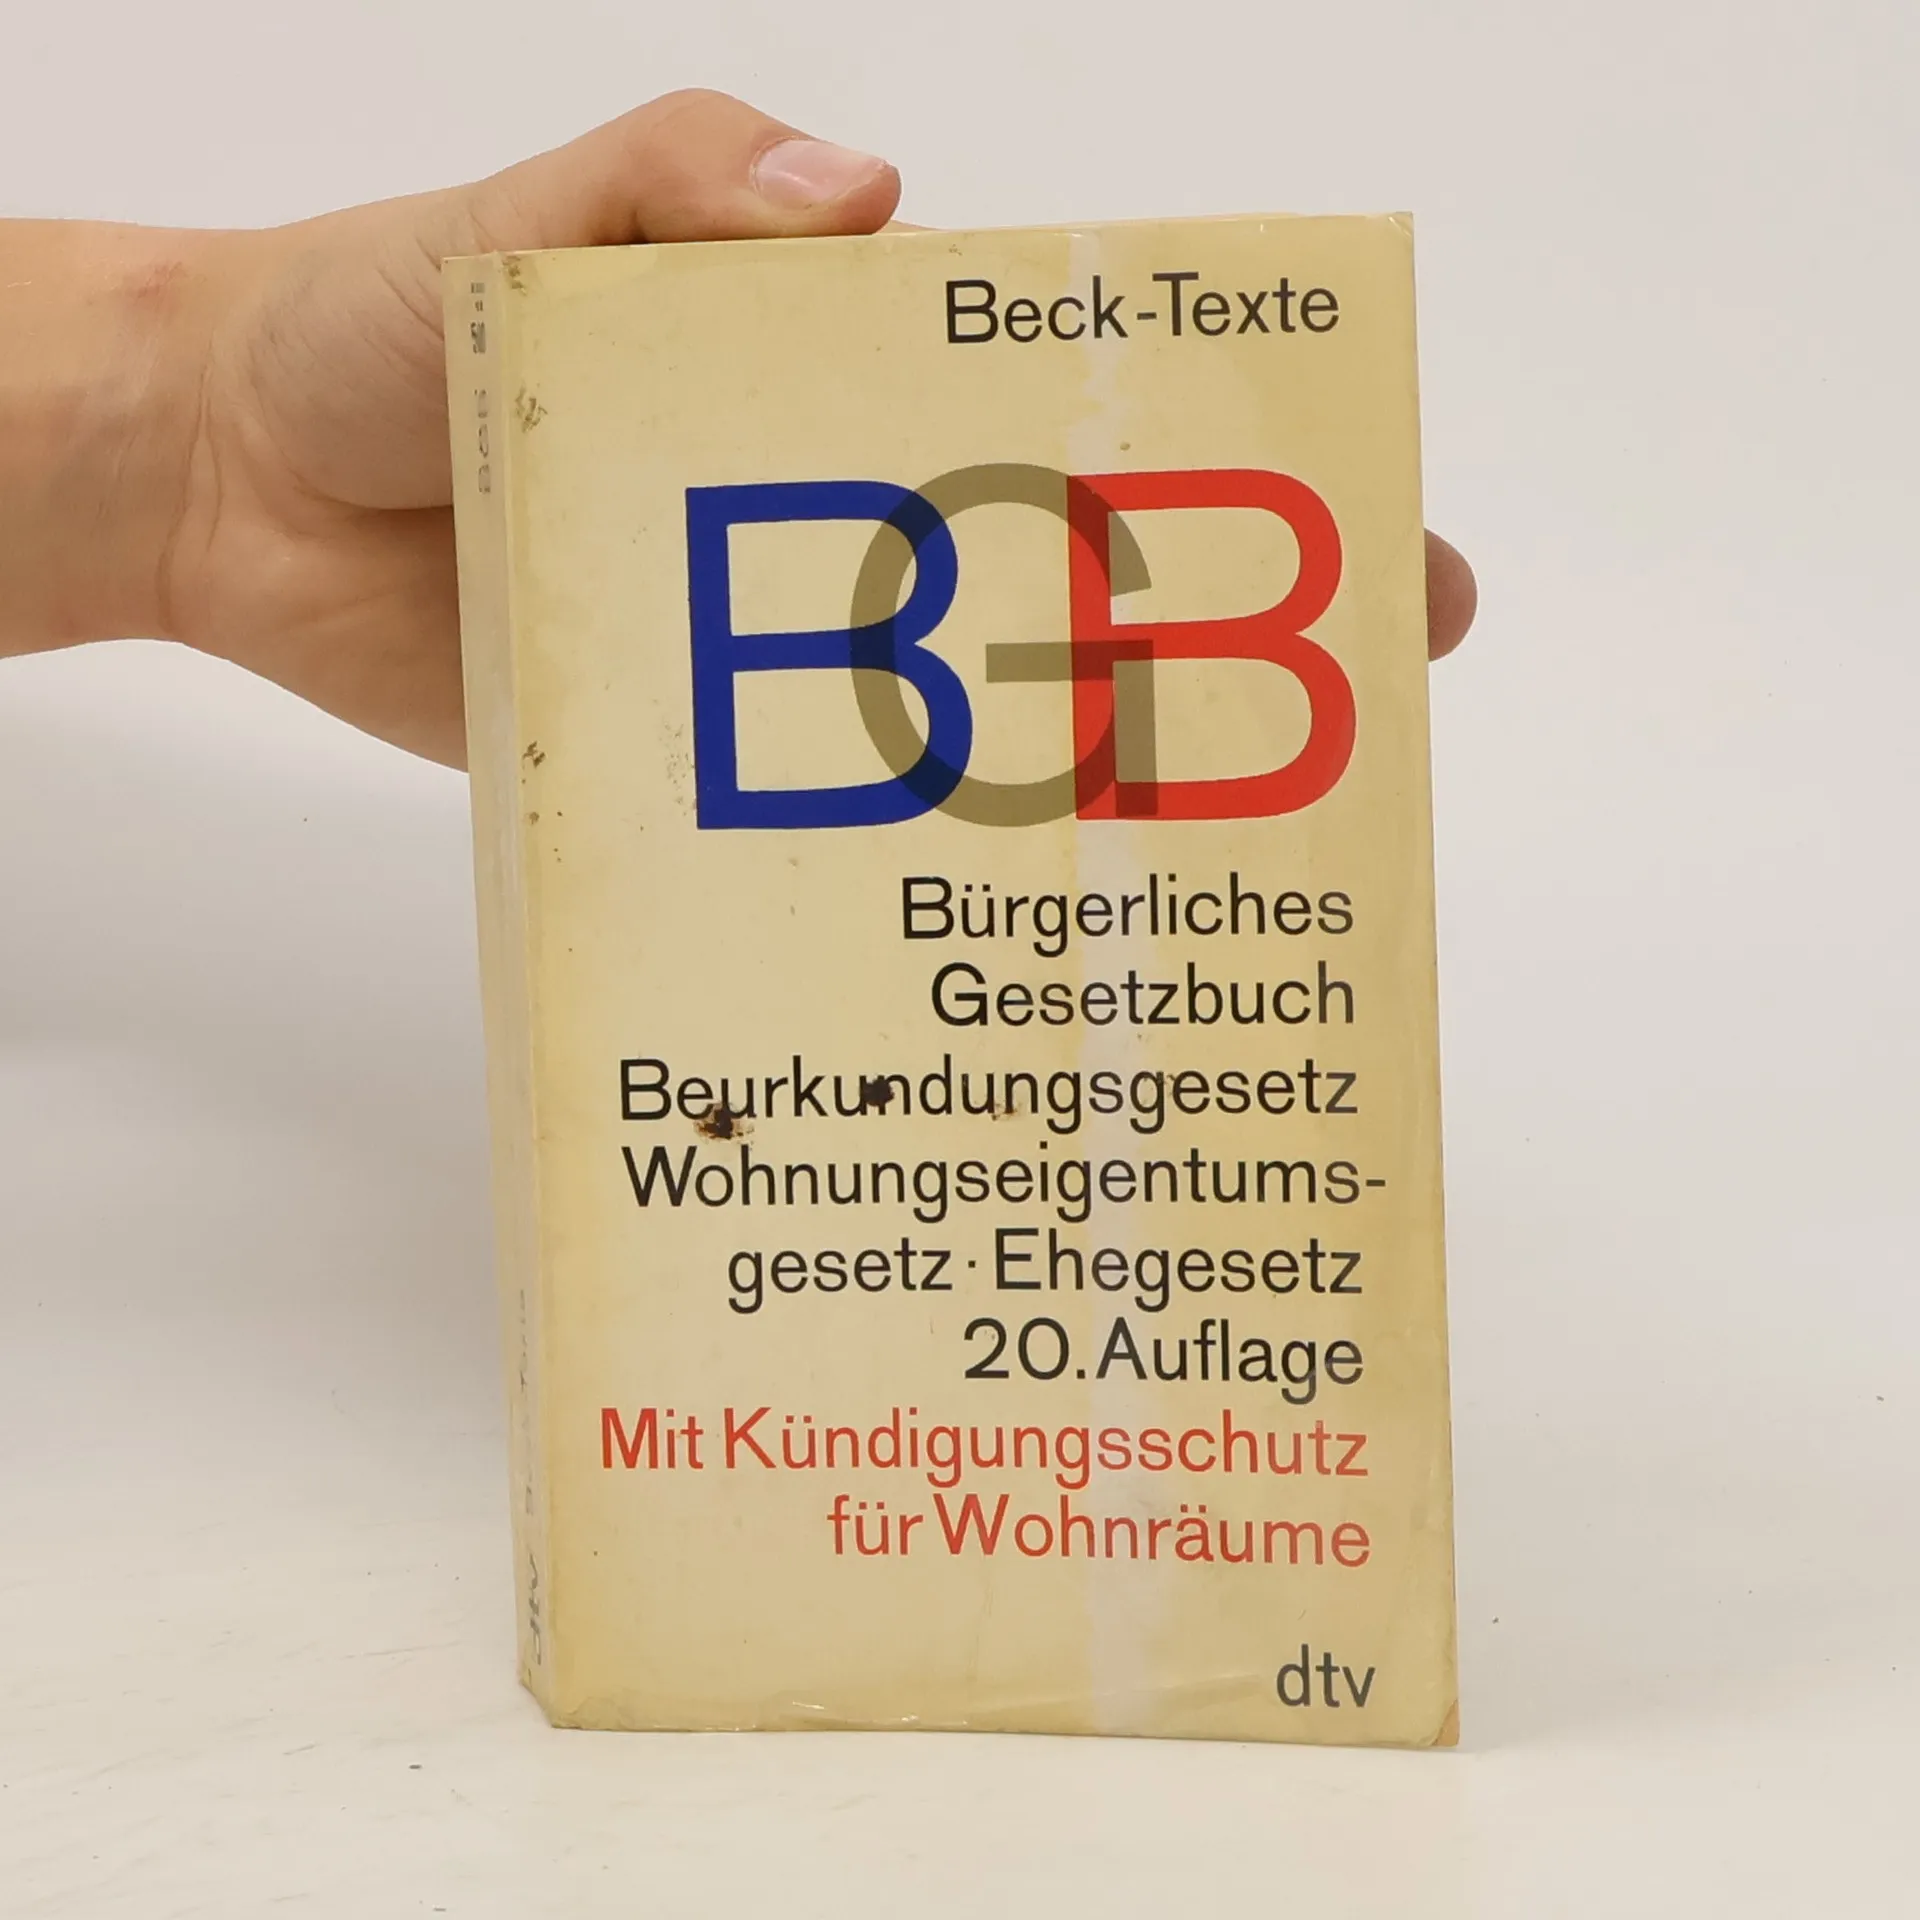 Beck-Texte
BGB
Bürgerliches
Gesetzbuch
Beurkundungsgesetz
Wohnungseigentums-
gesetz · Ehegesetz
20. Auflage
Mit Kündigungsschutz
für Wohnräume
dtv